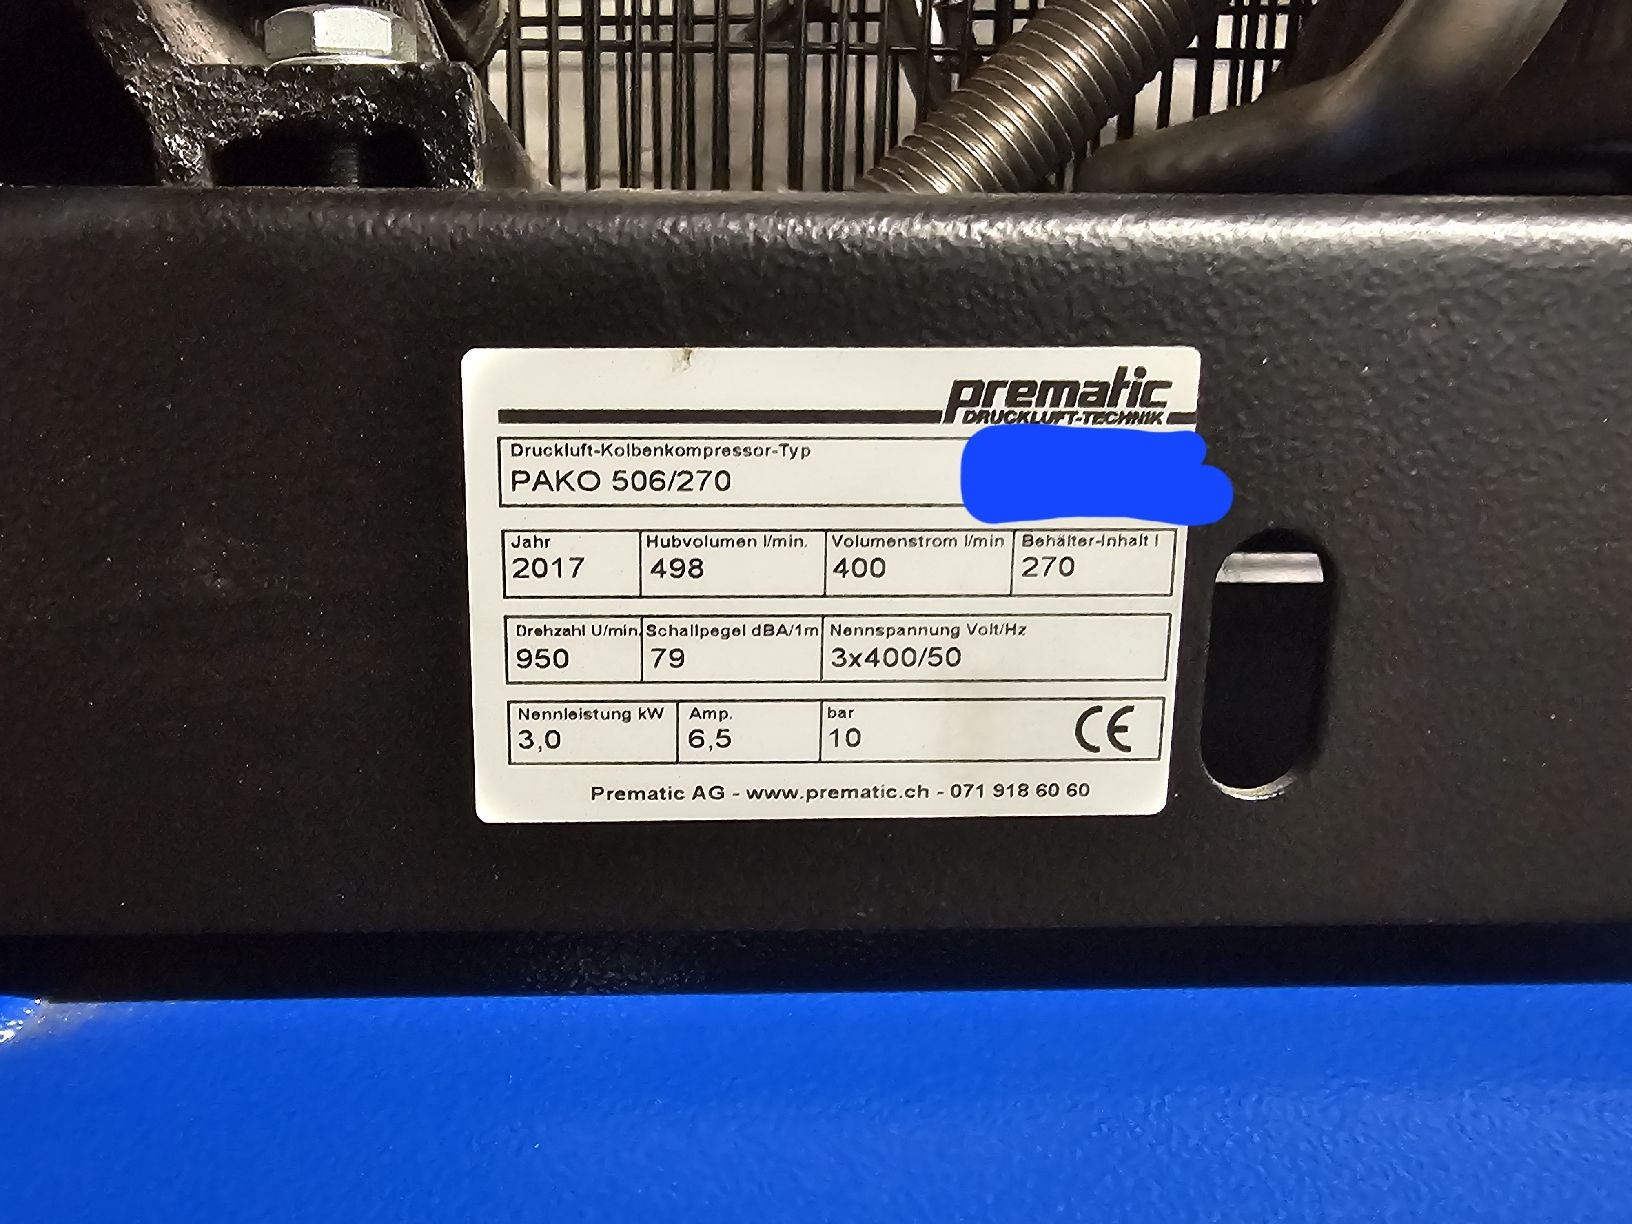 prematic
DRUCKLUFT-TECHNIK
Druckluft-Kolbenkompressor-Typ
PAKO 506/270
Jahr Hubvolumen l/min. Volumenstrom l/min Behälter-Inhalt l
2017 498 400 270
Drehzahl U/min. Schallpegel dBA/1m Nennspannung Volt/Hz
950 79 3x400/50
Nennleistung kW Amp. bar
3,0 6,5 10 CE
Prematic AG - www.prematic.ch - 071 918 60 60